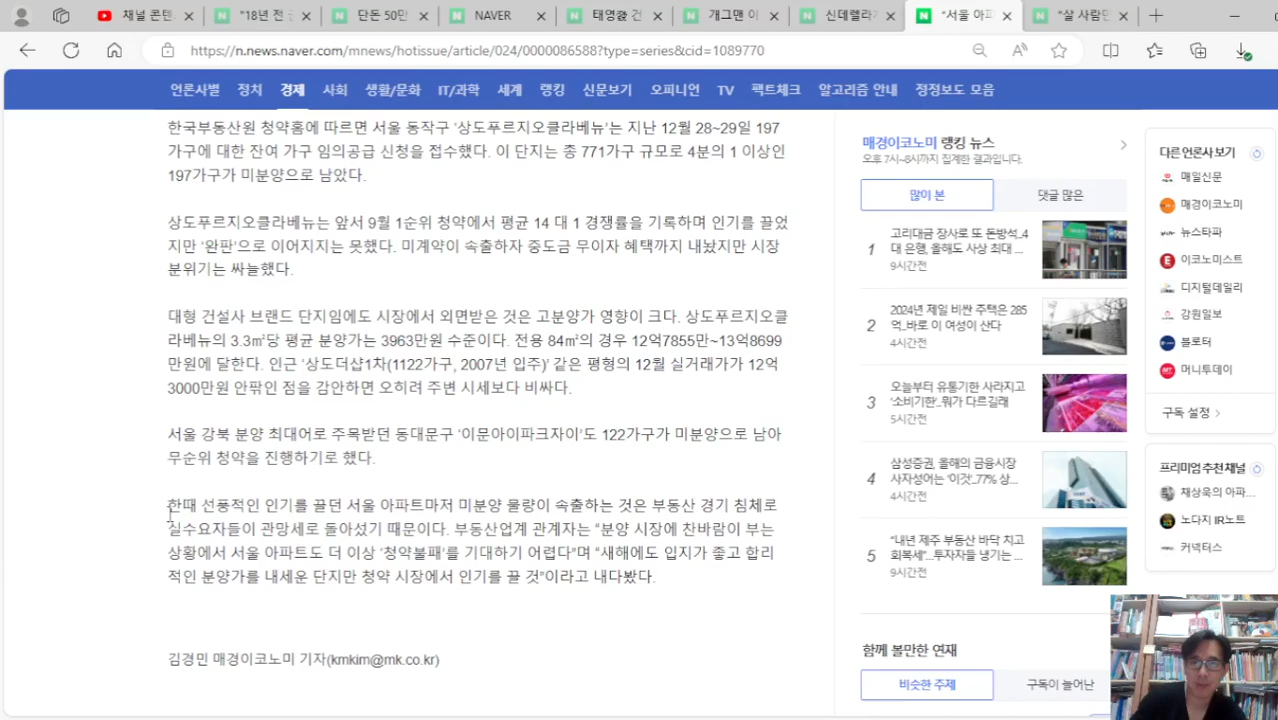 채널 콘텐
"18년 전
단돈 50만
NAVER
태영건
개그맨 이
신데렐라
"서울 아파
"살 사람
https://n.news.naver.com/mnews/hotissue/article/024/0000086588?type=series&cid=1089770
언론사별 정치 경제 사회 생활/문화 IT/과학 세계 랭킹 신문보기 오피니언 TV 팩트체크 알고리즘 안내 정정보도 모음
한국부동산원 청약홈에 따르면 서울 동작구 '상도푸르지오클라베뉴'는 지난 12월 28~29일 197
가구에 대한 잔여 가구 임의공급 신청을 접수했다. 이 단지는 총 771가구 규모로 4분의 1 이상인
197가구가 미분양으로 남았다.
상도푸르지오클라베뉴는 앞서 9월 1순위 청약에서 평균 14 대 1 경쟁률을 기록하며 인기를 끌었
지만 '완판'으로 이어지지는 못했다. 미계약이 속출하자 중도금 무이자 혜택까지 내놨지만 시장
분위기는 싸늘했다.
대형 건설사 브랜드 단지임에도 시장에서 외면받은 것은 고분양가 영향이 크다. 상도푸르지오클
라베뉴의 3.3㎡당 평균 분양가는 3963만원 수준이다. 전용 84㎡의 경우 12억7855만~13억8699
만원에 달한다. 인근 '상도더샵1차(1122가구, 2007년 입주)' 같은 평형의 12월 실거래가가 12억
3000만원 안팎인 점을 감안하면 오히려 주변 시세보다 비싸다.
서울 강북 분양 최대어로 주목받던 동대문구 '이문아이파크자이'도 122가구가 미분양으로 남아
무순위 청약을 진행하기로 했다.
한때 선풍적인 인기를 끌던 서울 아파트마저 미분양 물량이 속출하는 것은 부동산 경기 침체로
실수요자들이 관망세로 돌아섰기 때문이다. 부동산업계 관계자는 "분양 시장에 찬바람이 부는
상황에서 서울 아파트도 더 이상 '청약불패'를 기대하기 어렵다"며 "새해에도 입지가 좋고 합리
적인 분양가를 내세운 단지만 청약 시장에서 인기를 끌 것"이라고 내다봤다.
김경민 매경이코노미 기자(kmkim@mk.co.kr)
매경이코노미 랭킹 뉴스
오후 7시~8시까지 집계한 결과입니다.
많이 본 댓글 많은
1 고리대금 장사로 또 돈방석..4
대 은행, 올해도 사상 최대 ...
9시간전
2 2024년 제일 비싼 주택은 285
억..바로 이 여성이 산다
4시간전
3 오늘부터 유통기한 사라지고
'소비기한'..뭐가 다르길래
5시간전
4 삼성증권, 올해의 금융시장
사자성어는 '이것'..77% 상...
4시간전
5 "내년 제주 부동산 바닥 치고
회복세"...투자자들 냉기는 ...
9시간전
함께 볼만한 연재
비슷한 주제 구독이 늘어난
다른 언론사 보기
매일신문
매경이코노미
뉴스타파
이코노미스트
디지털데일리
강원일보
블로터
머니투데이
구독 설정
프리미엄 추천 채널
채상욱의 아파...
노다지 IR노트
커넥터스